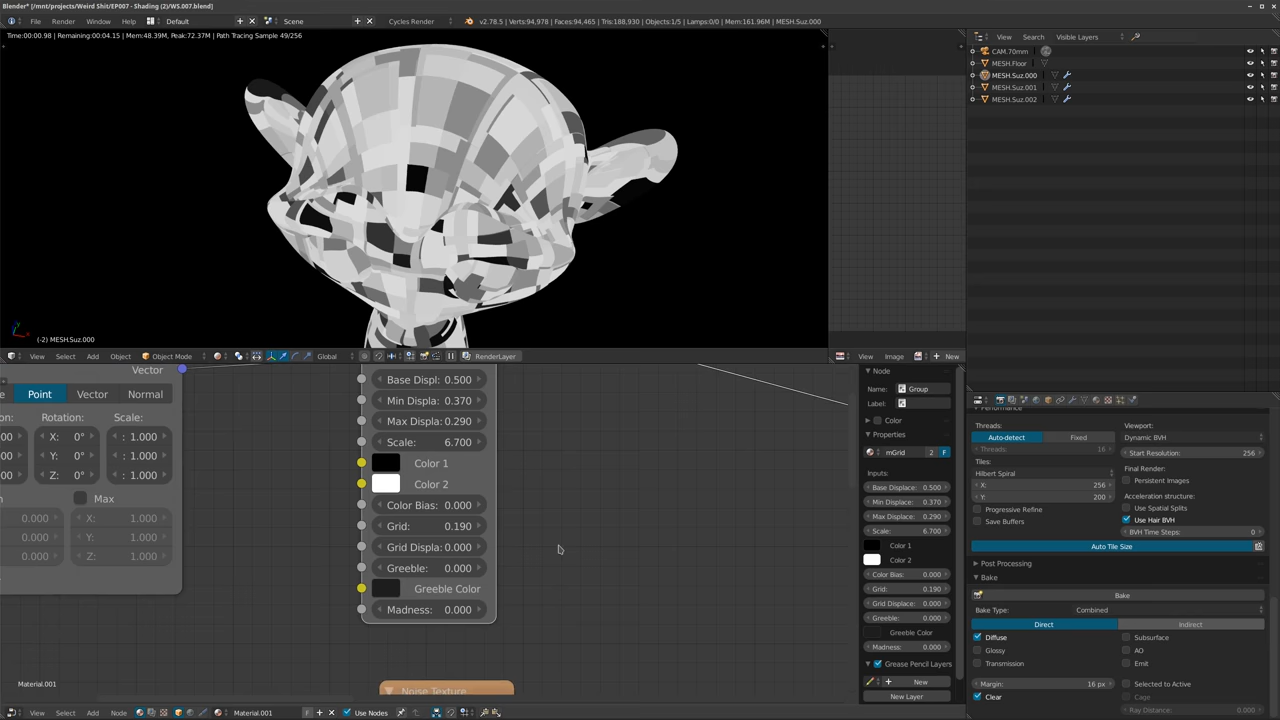 Blender* [/mnt/projects/Weird Shit/EP007 - Shading (2)/WS.007.blend]
File Render Window Help Default Scene Cycles Render v2.78.5 | Verts:94,978 | Faces:94,465 | Tris:188,930 | Objects:1/5 | Lamps:0/0 | Mem:161.96M | MESH.Suz.000
Time:00:00.98 | Remaining:00:04.15 | Mem:48.39M, Peak:72.37M | Path Tracing Sample 49/256
View Search Visible Layers
CAM.70mm
MESH.Floor
MESH.Suz.000
MESH.Suz.001
MESH.Suz.002
(-2) MESH.Suz.000
View Select Add Object Object Mode Global RenderLayer
View Image New
Vector
Point Vector Normal
Rotation: Scale:
X: 0° : 1.000
Y: 0° : 1.000
Z: 0° : 1.000
Max
0.000 X: 1.000
0.000 Y: 1.000
0.000 Z: 1.000
Base Displ: 0.500
Min Displa: 0.370
Max Displa: 0.290
Scale: 6.700
Color 1
Color 2
Color Bias: 0.000
Grid: 0.190
Grid Displa: 0.000
Greeble: 0.000
Greeble Color
Madness: 0.000
Noise Texture
Material.001
View Select Add Node Material.001 F Use Nodes
Node
Name: Group
Label:
Color
Properties
mGrid 2 F
Inputs:
Base Displace: 0.500
Min Displace: 0.370
Max Displace: 0.290
Scale: 6.700
Color 1
Color 2
Color Bias: 0.000
Grid: 0.190
Grid Displace: 0.000
Greeble: 0.000
Greeble Color
Madness: 0.000
Grease Pencil Layers
New
New Layer
Performance
Threads: Viewport:
Auto-detect Fixed Dynamic BVH
Threads: 16 Start Resolution: 256
Tiles: Final Render:
Hilbert Spiral Persistent Images
X: 256 Acceleration structure:
Y: 200 Use Spatial Splits
Progressive Refine Use Hair BVH
Save Buffers BVH Time Steps: 0
Auto Tile Size
Post Processing
Bake
Bake
Bake Type: Combined
Direct Indirect
Diffuse Subsurface
Glossy AO
Transmission Emit
Margin: 16 px Selected to Active
Clear Cage
Ray Distance: 0.000